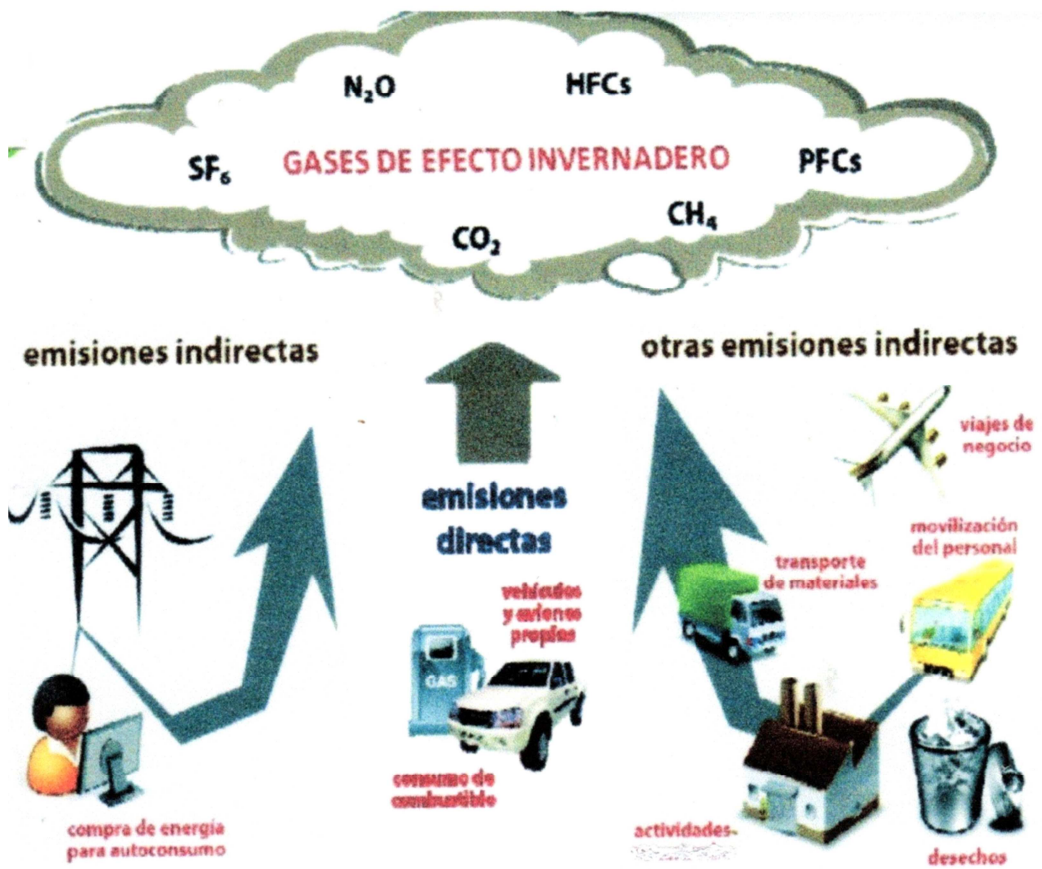 N₂O
HFCs
SF₆
GASES DE EFECTO INVERNADERO
PFCs
CO₂
CH₄
emisiones indirectas
otras emisiones indirectas
viajes de
negocio
emisiones
directas
movilización
del personal
transporte
de materiales
vehículos
y aviones
propios
GAS
consumo de
combustible
compra de energía
para autoconsumo
actividades-
desechos